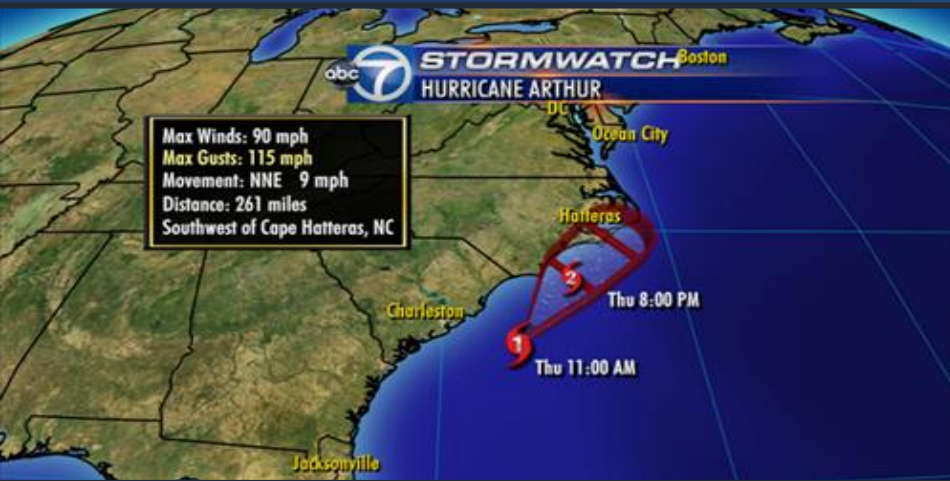 abc 7 STORMWATCH
HURRICANE ARTHUR
Boston
DC
Ocean City
Max Winds: 90 mph
Max Gusts: 115 mph
Movement: NNE 9 mph
Distance: 261 miles
Southwest of Cape Hatteras, NC
Hatteras
2
Thu 8:00 PM
Charleston
1
Thu 11:00 AM
Jacksonville